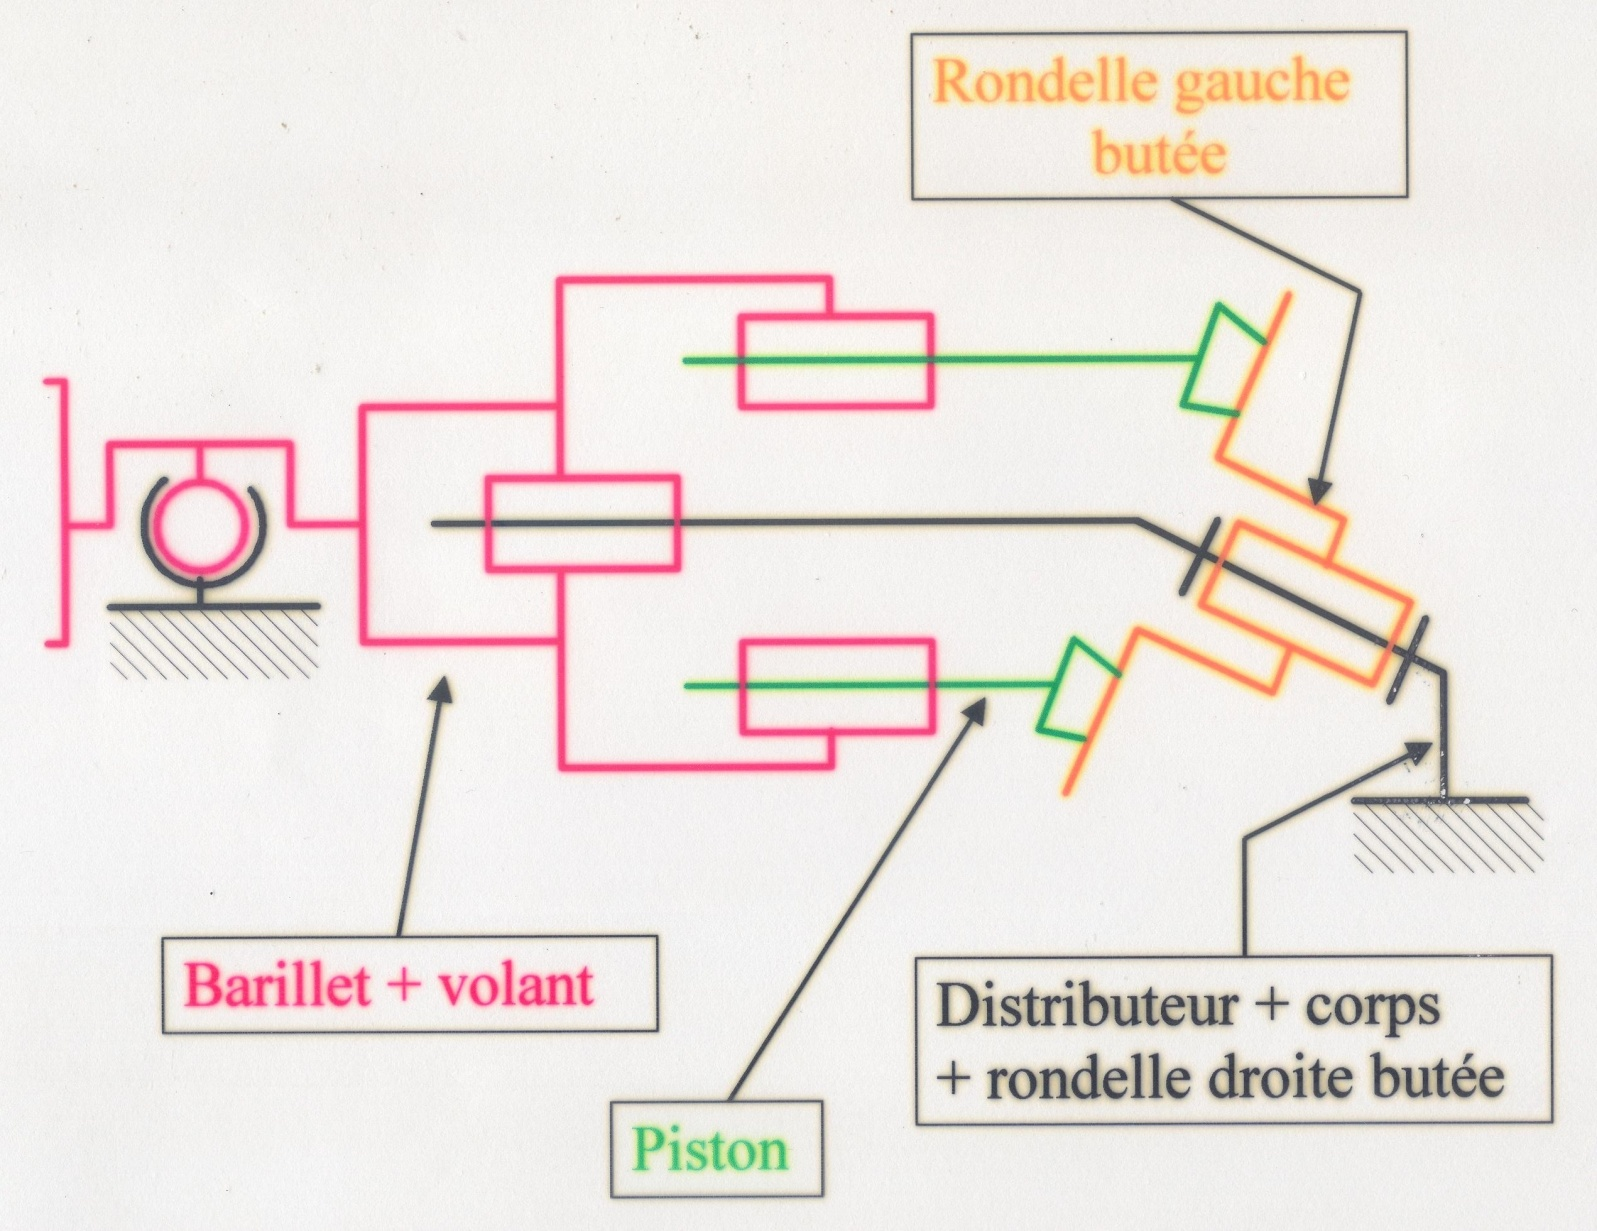 Rondelle gauche
butée
Barillet + volant
Distributeur + corps
+ rondelle droite butée
Piston